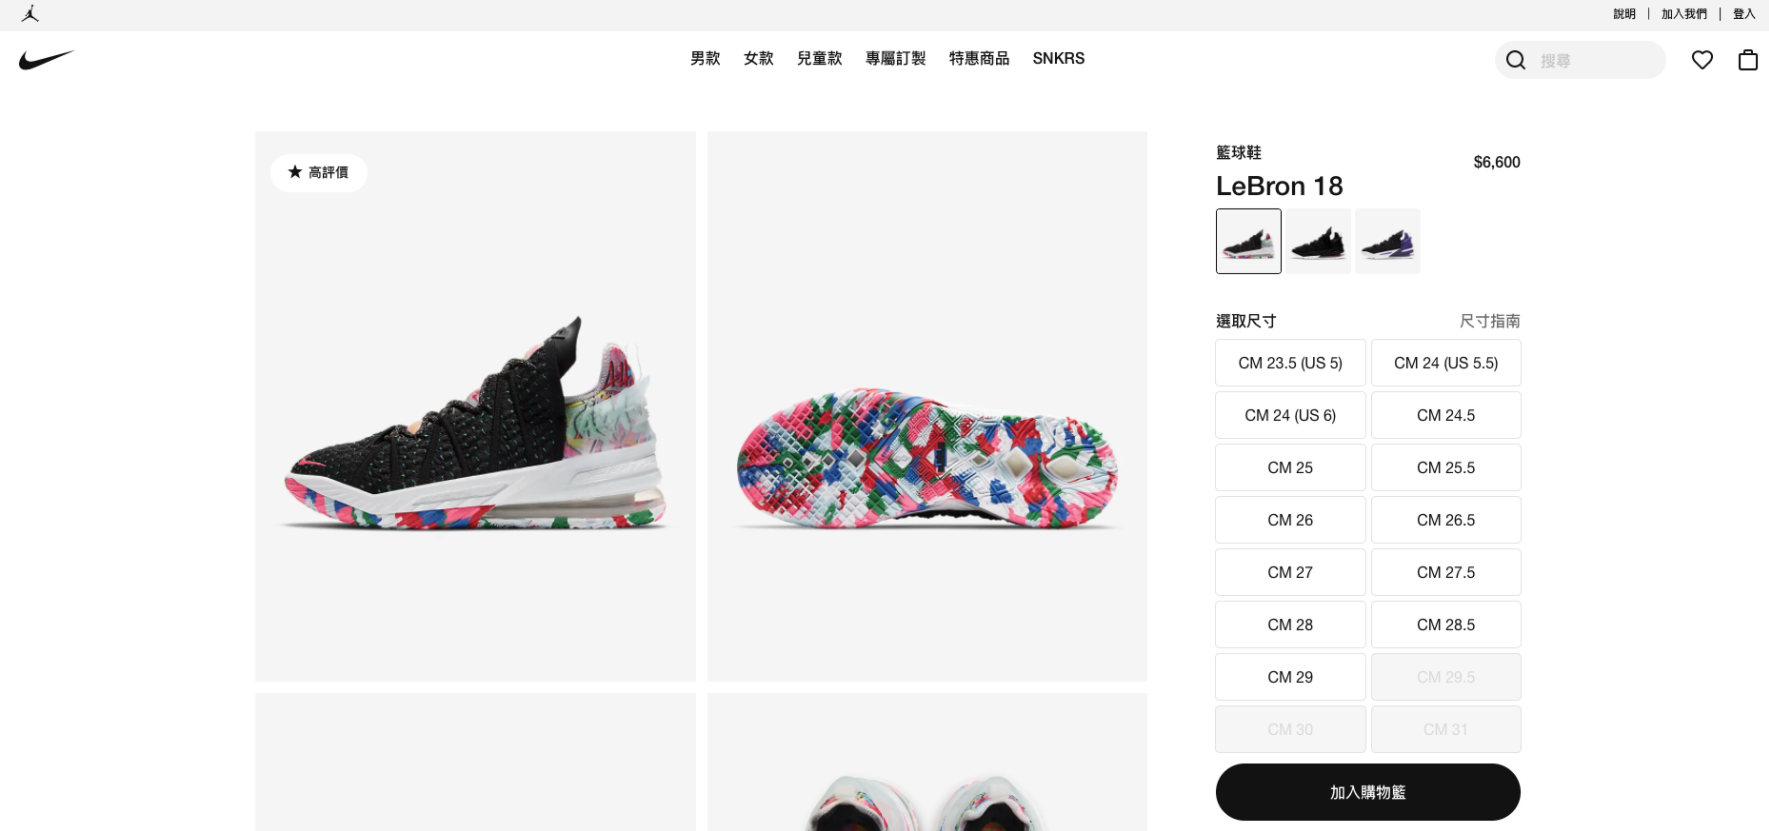 說明 | 加入我們 | 登入
男款 女款 兒童款 專屬訂製 特惠商品 SNKRS
搜尋
★ 高評價
籃球鞋
$6,600
LeBron 18
選取尺寸 尺寸指南
CM 23.5 (US 5) CM 24 (US 5.5)
CM 24 (US 6) CM 24.5
CM 25 CM 25.5
CM 26 CM 26.5
CM 27 CM 27.5
CM 28 CM 28.5
CM 29 CM 29.5
CM 30 CM 31
加入購物籃